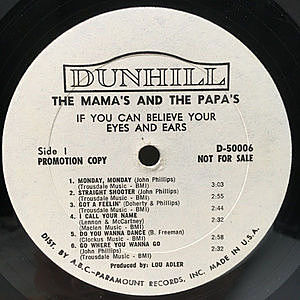 DUNHILL
THE MAMA'S AND THE PAPA'S
IF YOU CAN BELIEVE YOUR
EYES AND EARS
Side 1 D-50006
PROMOTION COPY NOT FOR SALE
1. MONDAY, MONDAY (John Phillips)
(Trousdale Music - BMI) 3:03
2. STRAIGHT SHOOTER (John Phillips)
(Trousdale Music - BMI) 2:55
3. GOT A FEELIN' (Doherty & Phillips)
(Trousdale Music - BMI) 2:44
4. I CALL YOUR NAME
(Lennon & McCartney)
(Maclen Music - BMI) 2:32
5. DO YOU WANNA DANCE (B. Freeman)
(Clockus Music - BMI) 2:58
6. GO WHERE YOU WANNA GO
(John Phillips)
(Trousdale Music - BMI) 2:
Produced by: LOU ADLER
DIST. BY A.B.C.-PARAMOUNT RECORDS, INC. MADE IN U.S.A.